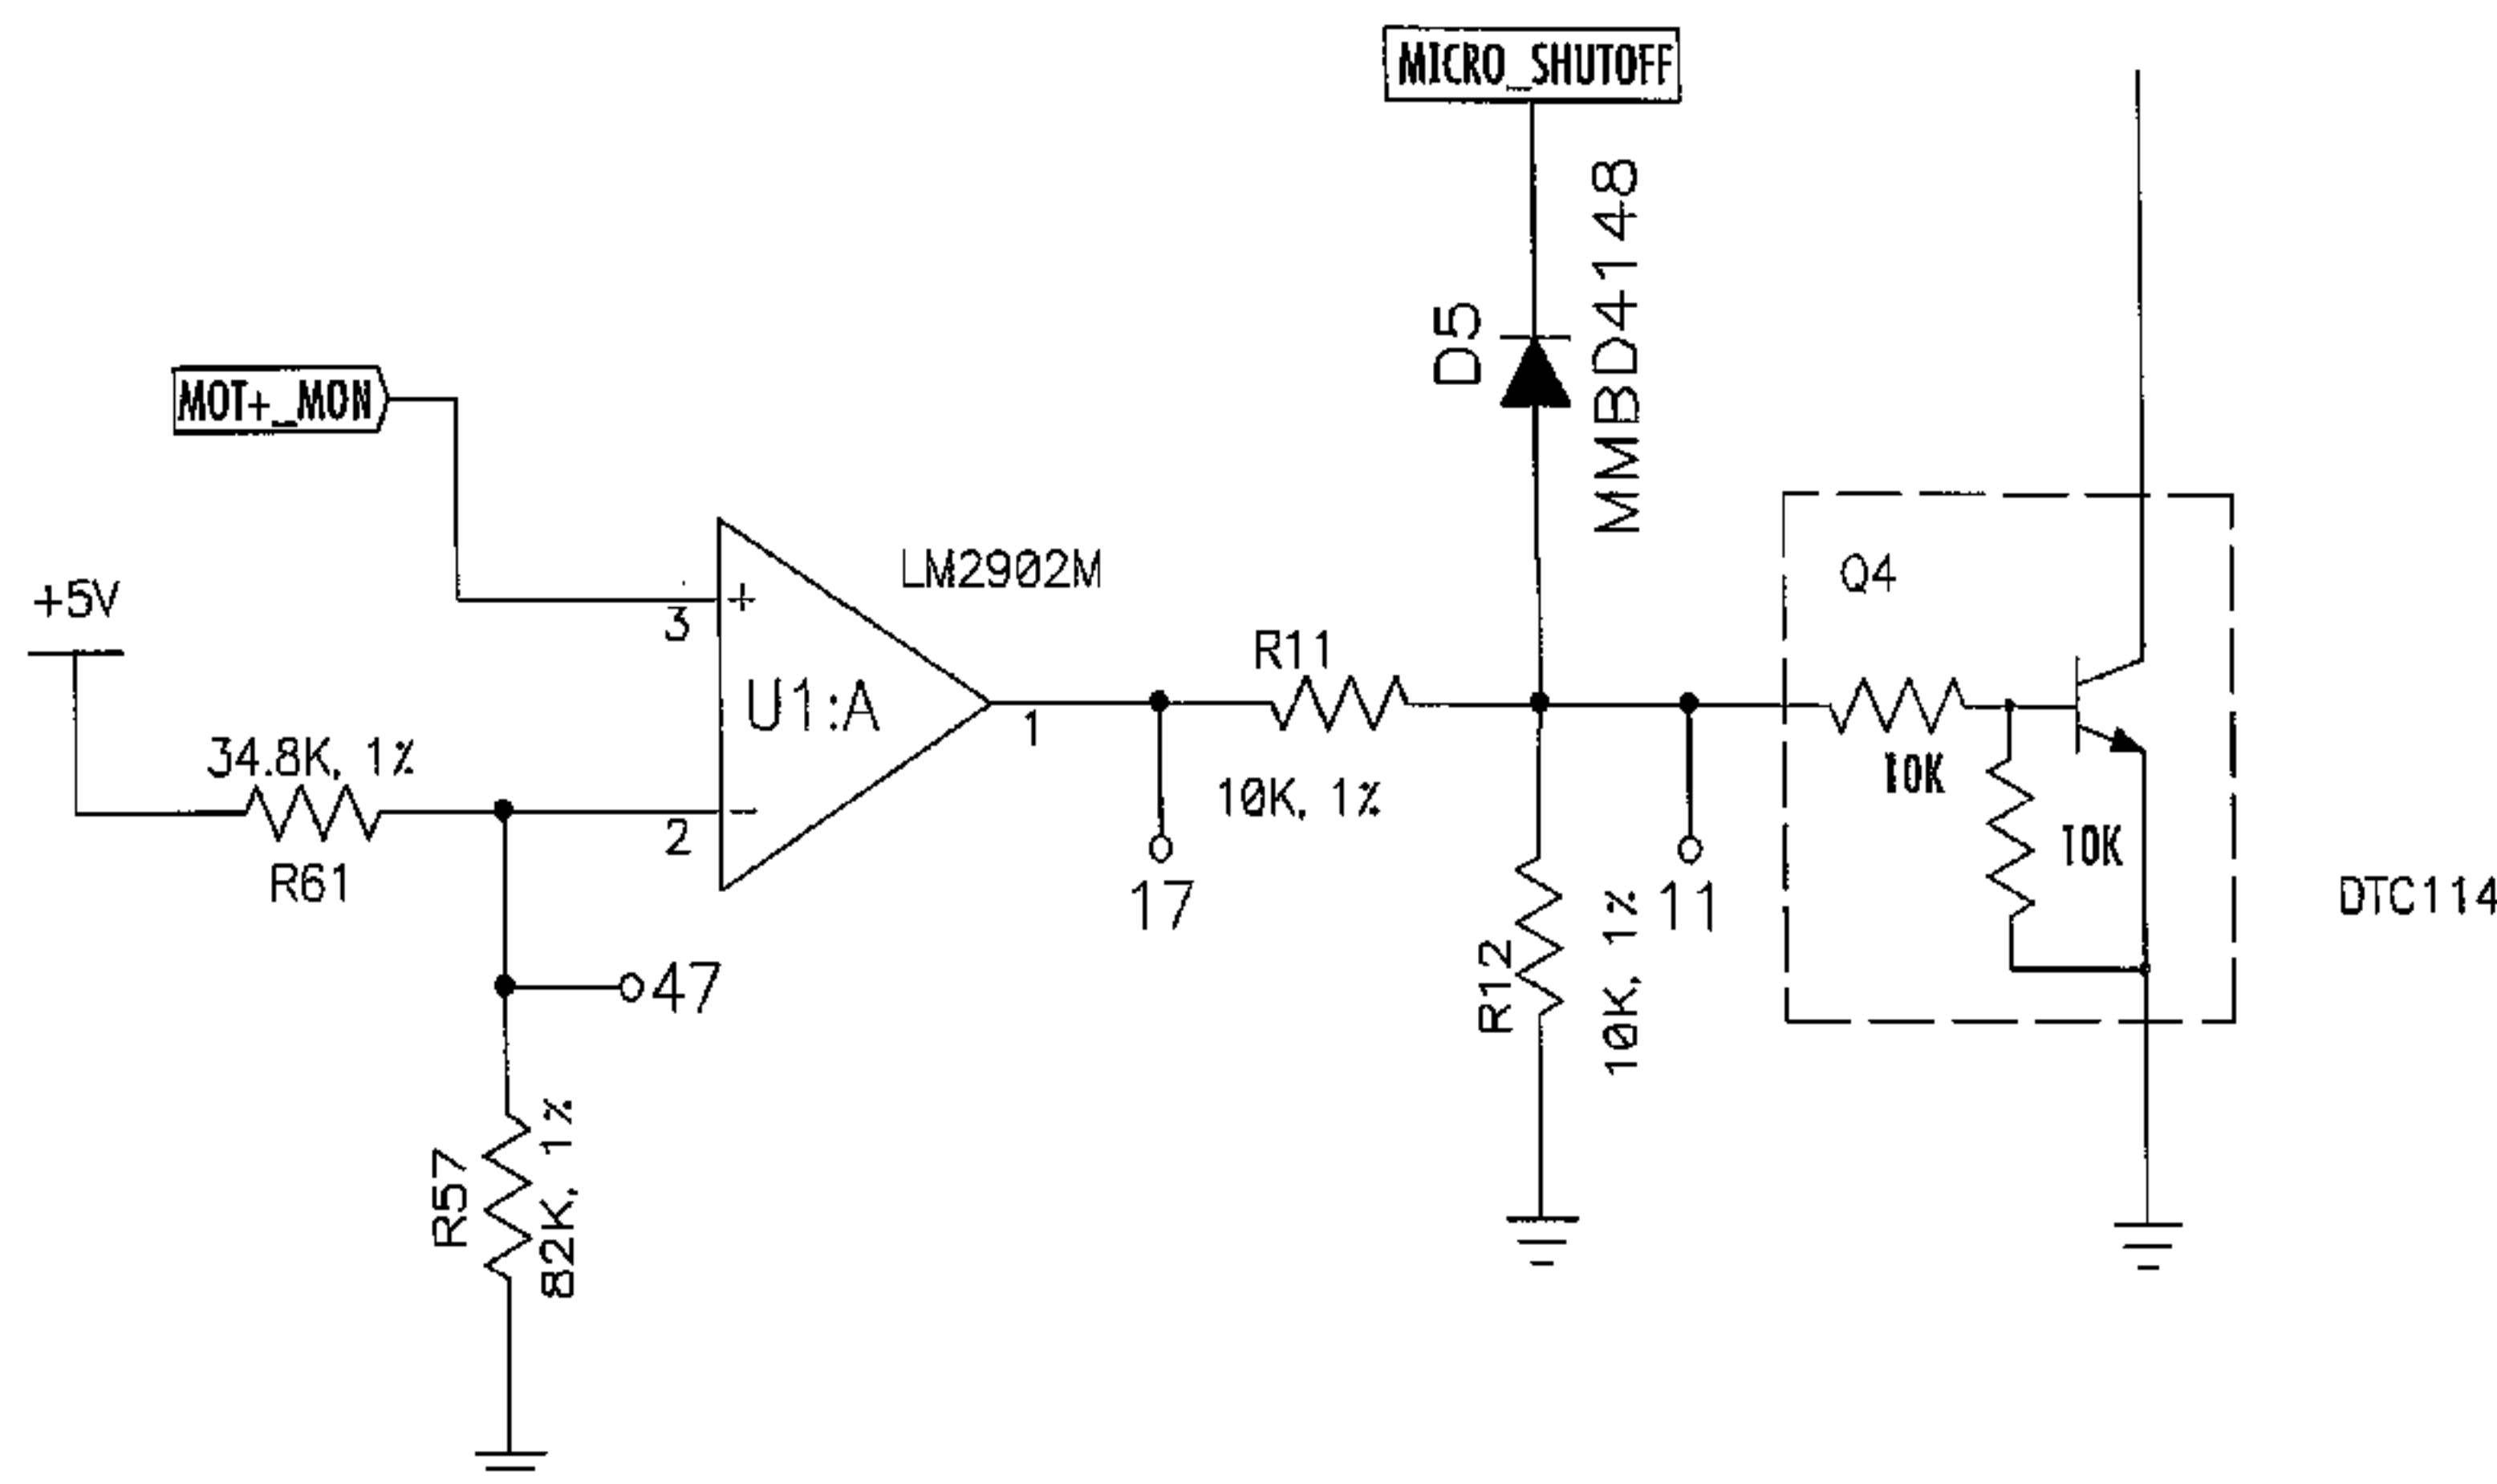 MICRO_SHUTOFF
D5
MMBD4148
MOT+_MON
+5V
34.8K, 1%
R61
3
+
2
-
U1:A
LM2902M
1
47
R57
82K, 1%
17
R11
10K, 1%
R12
10K, 1%
11
Q4
10K
10K
DTC114